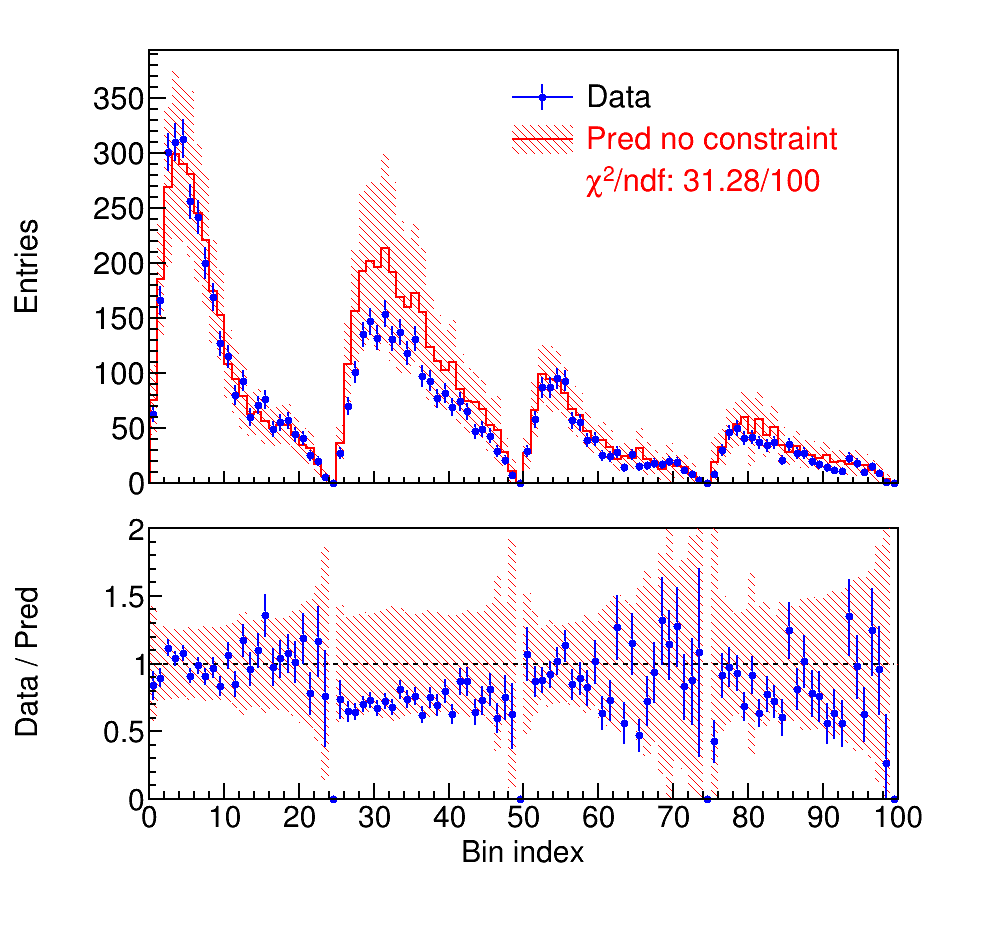 Entries
350
300
250
200
150
100
50
0
Data
Pred no constraint
χ²/ndf: 31.28/100
Data / Pred
2
1.5
1
0.5
0
0 10 20 30 40 50 60 70 80 90 100
Bin index